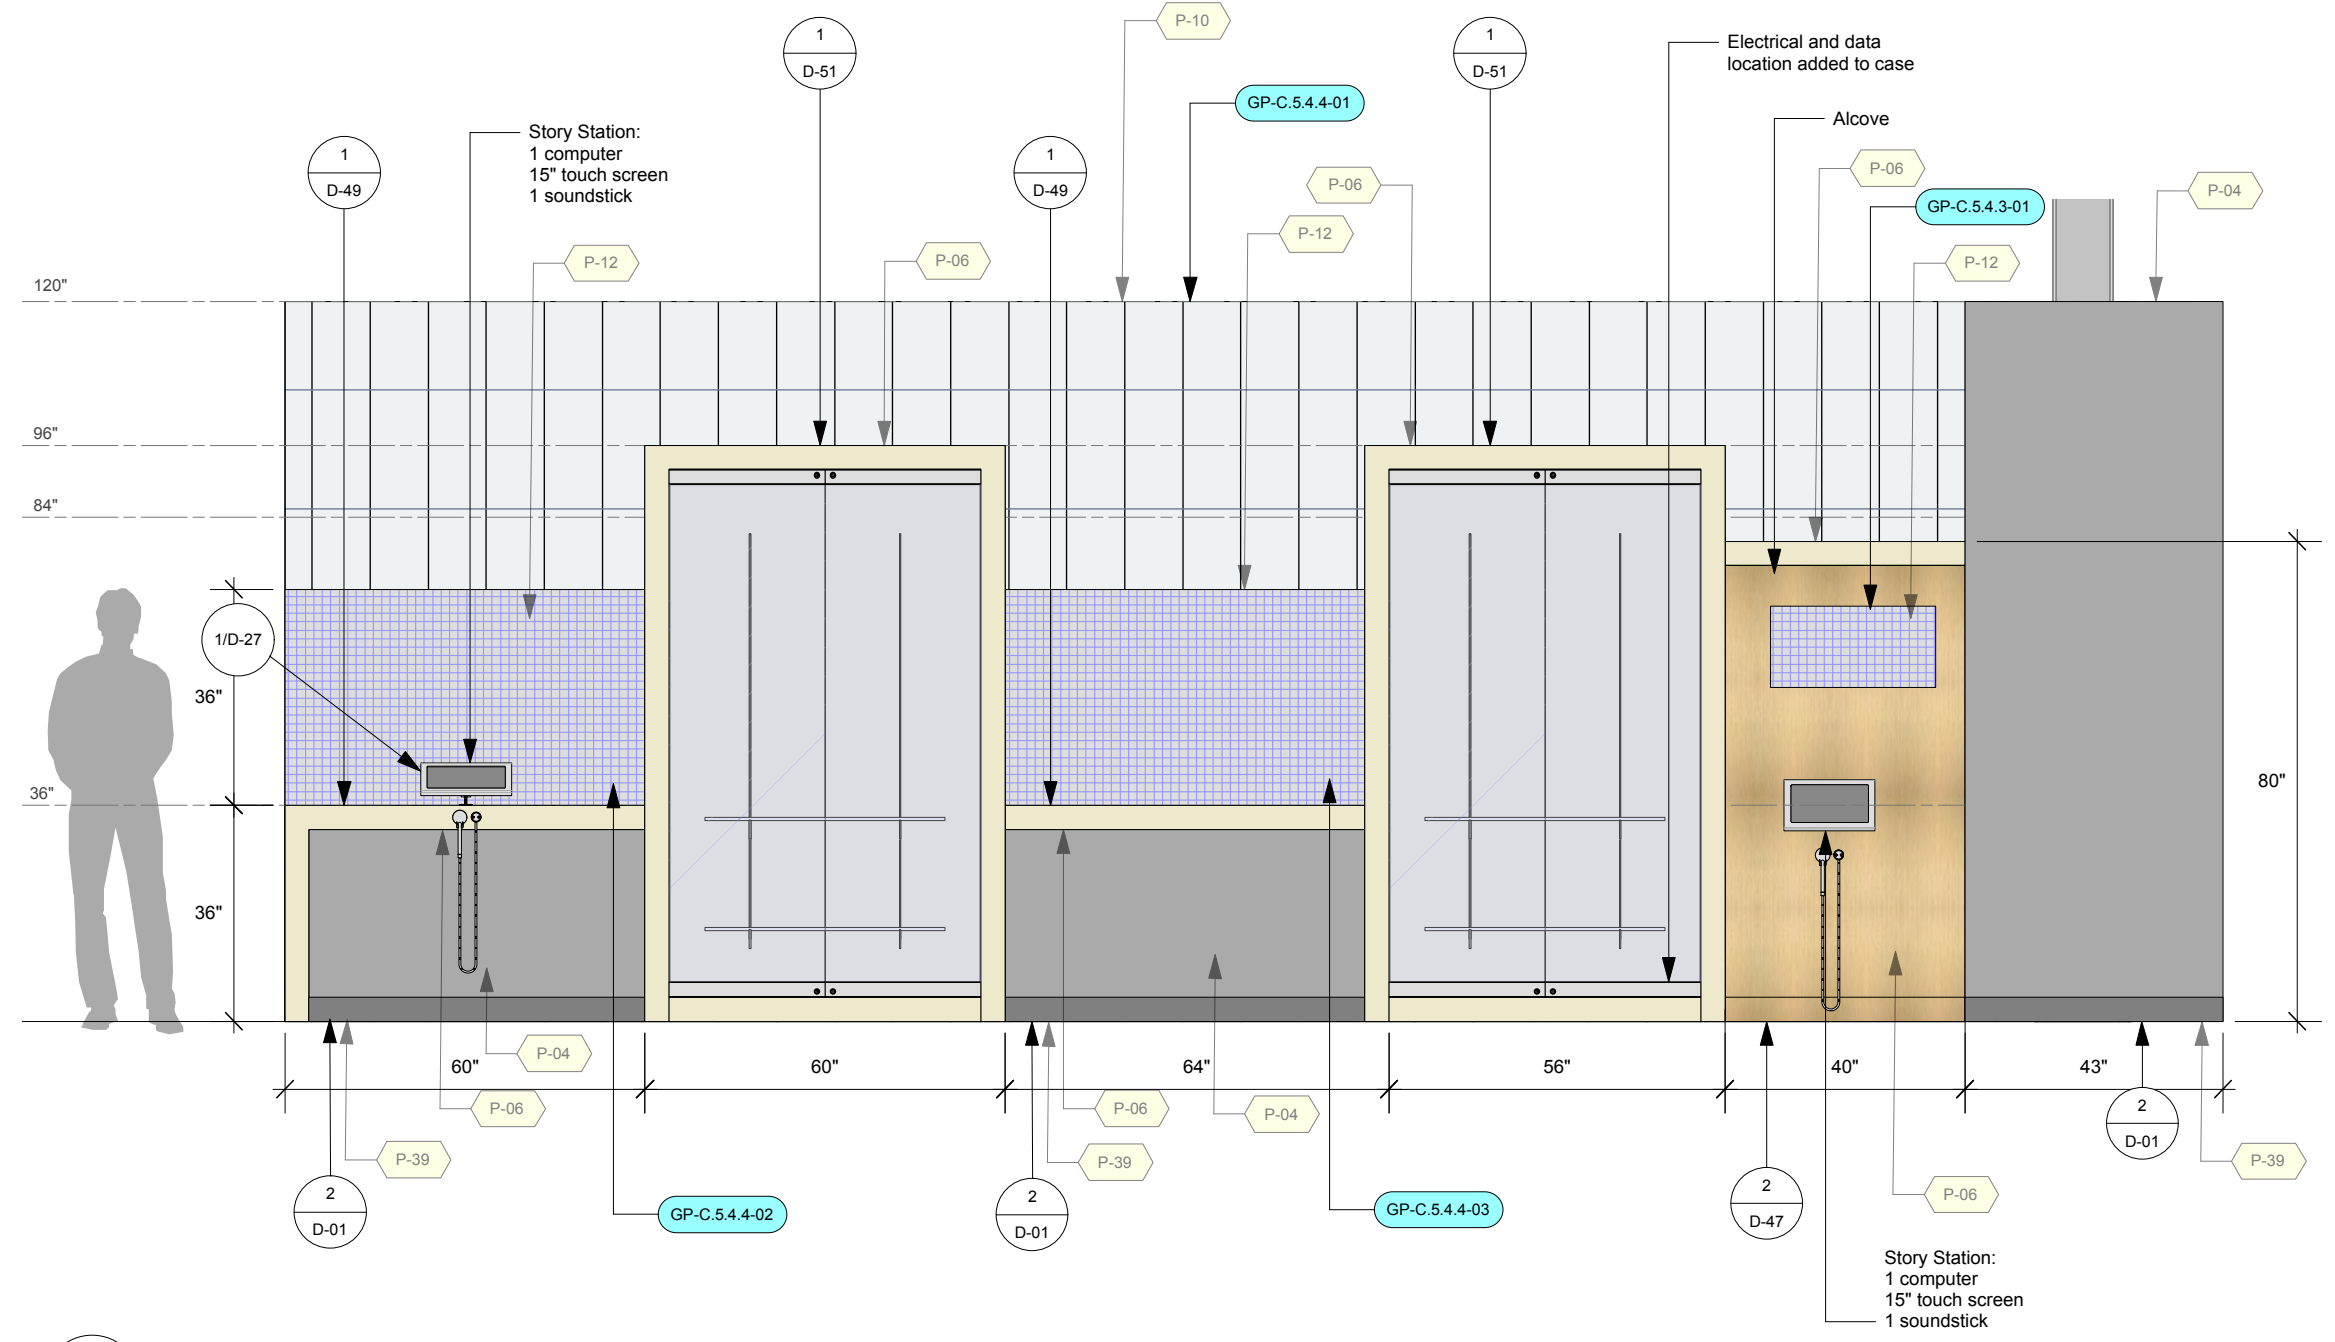 P-10
1
D-51
1
D-51
Electrical and data
location added to case
GP-C.5.4.4-01
Alcove
Story Station:
1 computer
15" touch screen
1 soundstick
1
D-49
1
D-49
P-06
P-06
P-04
GP-C.5.4.3-01
P-12
P-12
P-06
P-12
120"
96"
84"
1/D-27
36"
36"
36"
80"
P-04
60"
60"
64"
56"
40"
43"
P-06
P-06
P-04
2
D-01
P-39
P-39
P-39
2
D-01
2
D-01
2
D-47
P-06
GP-C.5.4.4-02
GP-C.5.4.4-03
Story Station:
1 computer
15" touch screen
1 soundstick